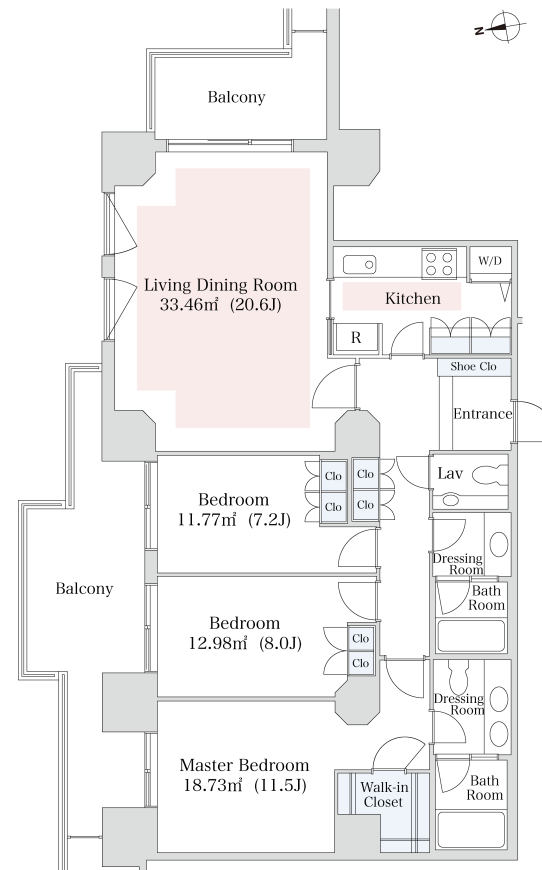 N
Balcony
Living Dining Room
33.46㎡ (20.6J)
W/D
Kitchen
R
Shoe Clo
Entrance
Clo
Clo
Clo
Clo
Lav
Bedroom
11.77㎡ (7.2J)
Dressing
Room
Balcony
Bath
Room
Bedroom
12.98㎡ (8.0J)
Clo
Clo
Dressing
Room
Master Bedroom
18.73㎡ (11.5J)
Walk-in
Closet
Bath
Room